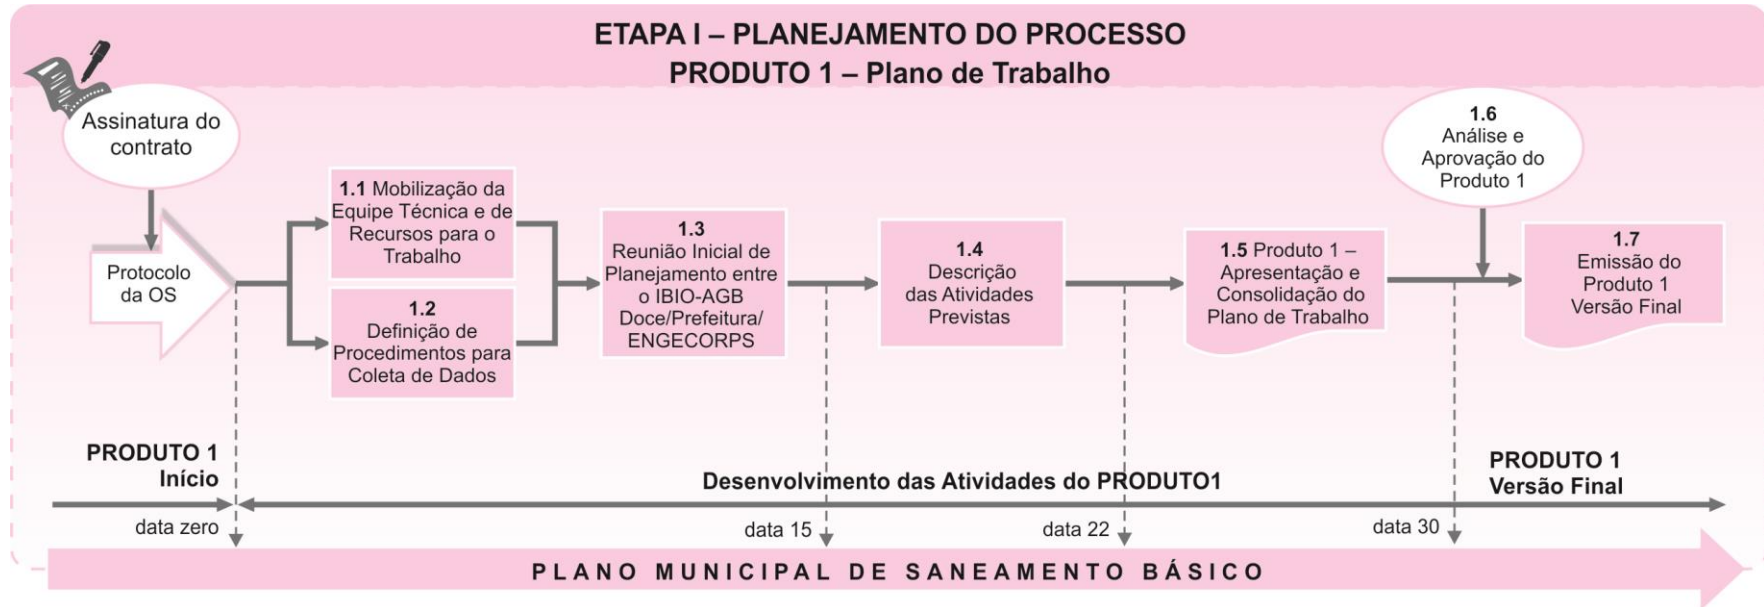 ETAPA I – PLANEJAMENTO DO PROCESSO
PRODUTO 1 – Plano de Trabalho
Assinatura do
contrato
Protocolo
da OS
1.1 Mobilização da
Equipe Técnica e de
Recursos para o
Trabalho
1.2
Definição de
Procedimentos para
Coleta de Dados
1.3
Reunião Inicial de
Planejamento entre
o IBIO-AGB
Doce/Prefeitura/
ENGECORPS
1.4
Descrição
das Atividades
Previstas
1.5 Produto 1 –
Apresentação e
Consolidação do
Plano de Trabalho
1.6
Análise e
Aprovação do
Produto 1
1.7
Emissão do
Produto 1
Versão Final
PRODUTO 1
Início
Desenvolvimento das Atividades do PRODUTO1
PRODUTO 1
Versão Final
data zero
data 15
data 22
data 30
PLANO MUNICIPAL DE SANEAMENTO BÁSICO